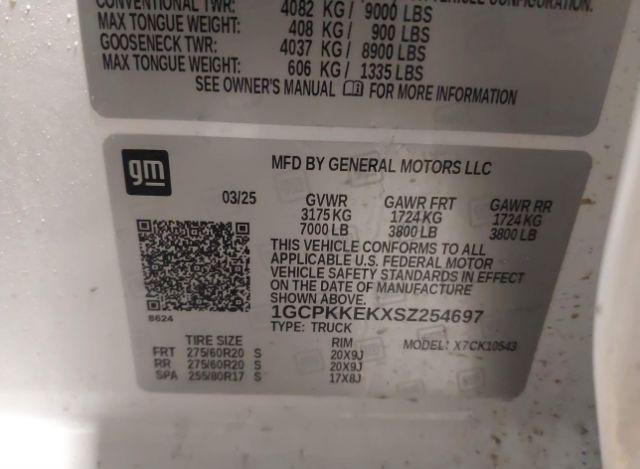 CONVENTIONAL TWR: 4082 KG/ 9000 LBS
MAX TONGUE WEIGHT: 408 KG/ 900 LBS
GOOSENECK TWR: 4037 KG/ 8900 LBS
MAX TONGUE WEIGHT: 606 KG/ 1335 LBS
SEE OWNER'S MANUAL FOR MORE INFORMATION
gm
MFD BY GENERAL MOTORS LLC
03/25 GVWR GAWR FRT GAWR RR
3175 KG 1724 KG 1724 KG
7000 LB 3800 LB 3800 LB
THIS VEHICLE CONFORMS TO ALL
APPLICABLE U.S. FEDERAL MOTOR
VEHICLE SAFETY STANDARDS IN EFFECT
ON THE DATE OF MANUFACTURE
SHOWN ABOVE.
8624
1GCPKKEKXSZ254697
TYPE: TRUCK
TIRE SIZE RIM MODEL: X7CK10543
FRT 275/60R20 S 20X9J
RR 275/60R20 S 20X9J
SPA 255/80R17 S 17X8J